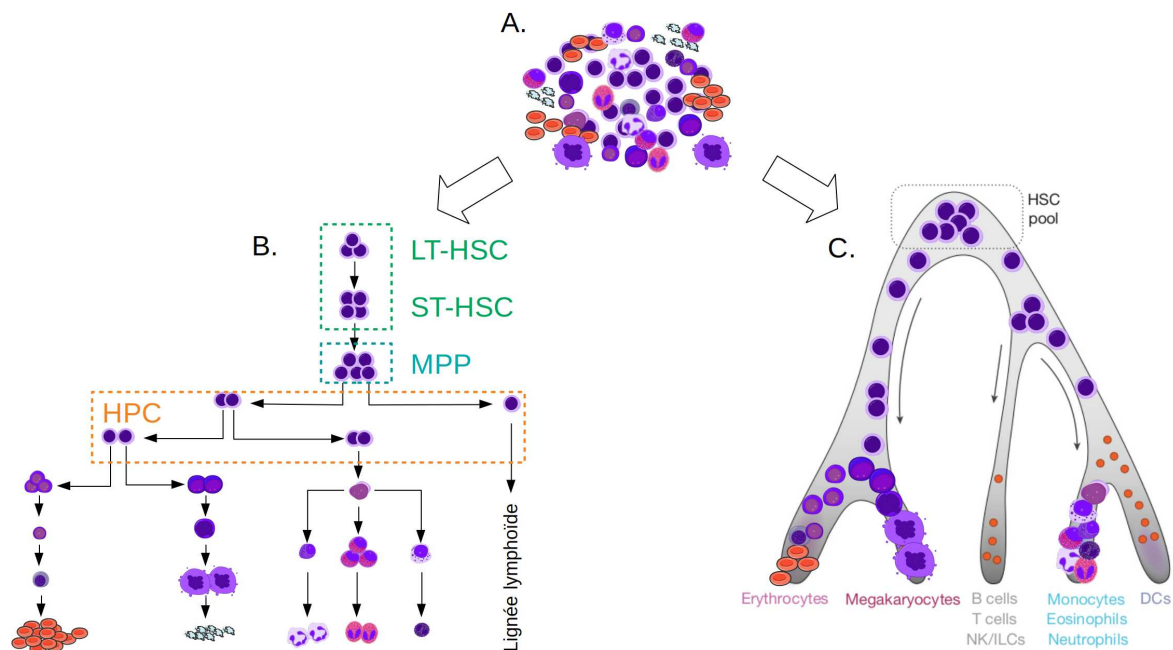 A.
B.
LT-HSC
ST-HSC
MPP
HPC
Lignée lymphoïde
C.
HSC
pool
Erythrocytes
Megakaryocytes
B cells
T cells
NK/ILCs
Monocytes
Eosinophils
Neutrophils
DCs